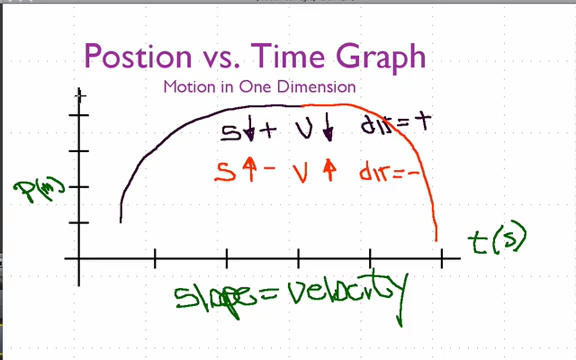 Postion vs. Time Graph
Motion in One Dimension
S↓+ V↓ dir=+
S↑- V↑ dir=-
P(m)
t(s)
slope=velocity